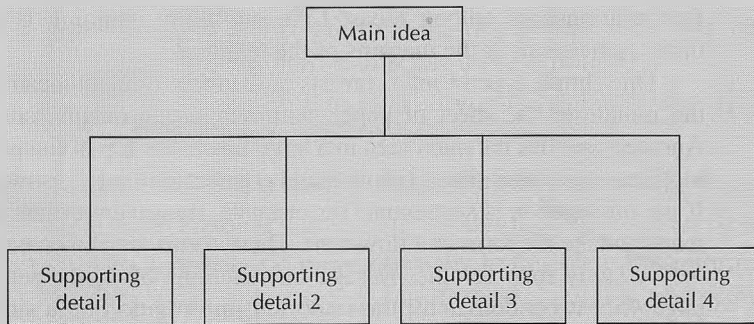 Main idea
Supporting
detail 1
Supporting
detail 2
Supporting
detail 3
Supporting
detail 4